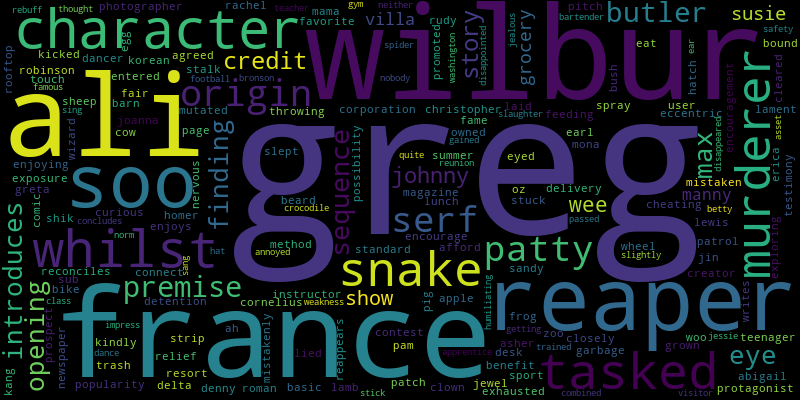 rebuff thought photographer rachel mama gym neither pitch butler susie
teacher favorite villa rudy bartender safety
character egg wilbur story grocery jealous
dancer korean spider promoted washington disappointed eat bound
rooftop kicked agreed credit nobody bush hatch ear cleared
robinson entered stalk football bronson
touch fair origin
famous sheep barn mutated throwing corporation christopher laid spray user encouragement
ali sing joanna page fame feeding eccentric lament
wizard cow owned slaughter earl murderer
enjoying finding possibility gained mona disappeared asset
soo slept greg quite summer eyed max erica testimony
exposure nervous sequence annoyed reunion mistaken
greta curious beard johnny oz delivery manny cheating
comic homer crocodile magazine stuck wee betty
shik enjoys lunch passed lewis
introduces norm concludes hat method serf encourage wheel patrol exploring
whilst sang standard afford patty slightly jin
reconciles connect snake sandy creator
opening sub premise instructor show pig apple humiliating reaper writes
bike detention cornelius weakness frog getting woo jessie teenager
kang class prospect impress france ah contest asher zoo closely grown eye
newspaper kindly strip mistakenly lied reappears pam desk garbage
dance trash relief apprentice benefit tasked abigail
popularity resort basic lamb patch clown jewel sport trained protagonist
delta denny roman stick exhausted combined visitor